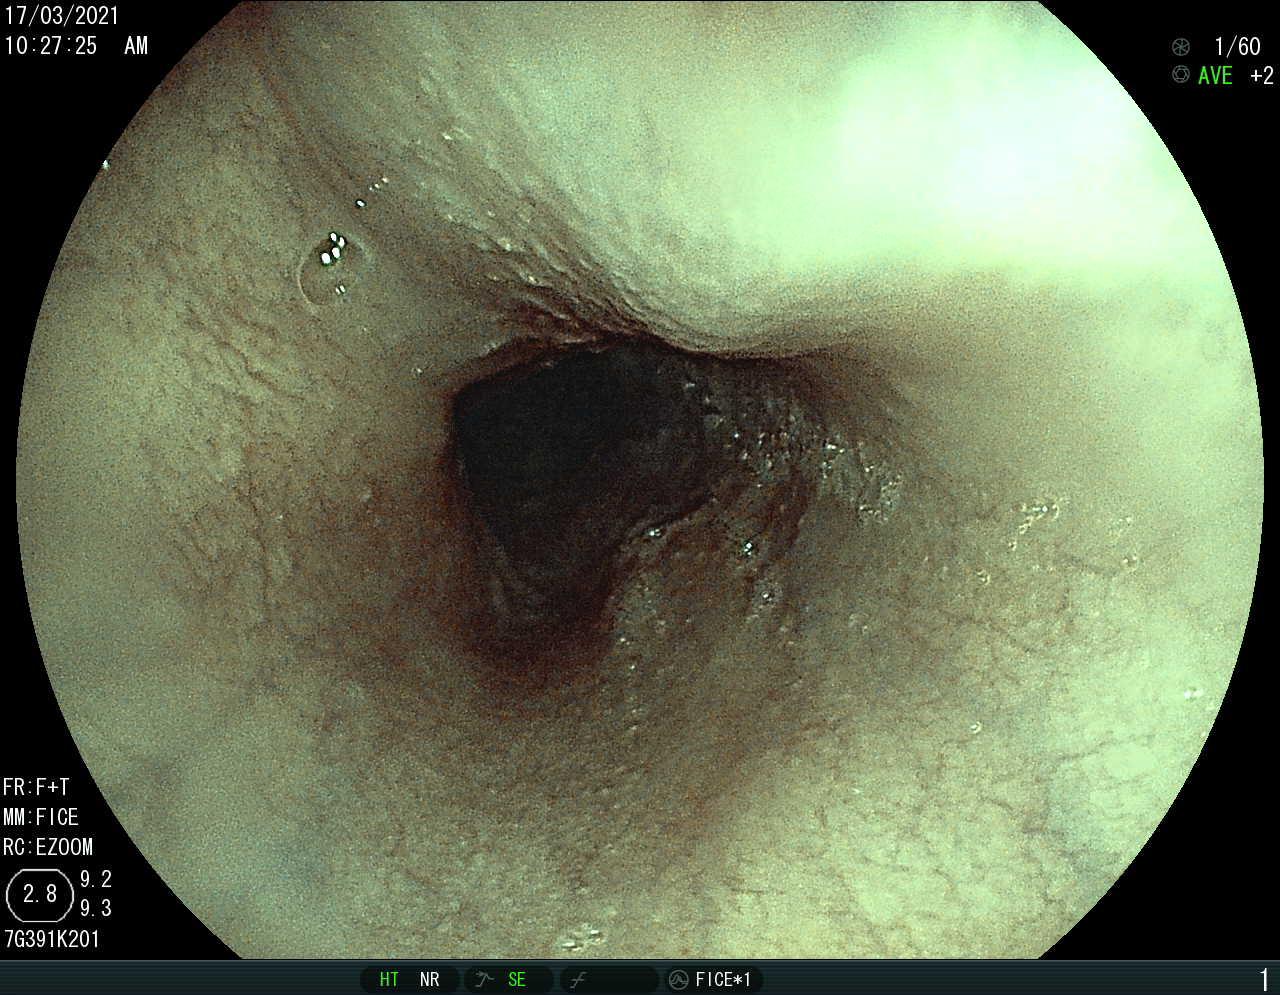 17/03/2021
10:27:25 AM
1/60
AVE +2
FR:F+T
MM:FICE
RC:EZOOM
2.8 9.2
9.3
7G391K201
HT NR SE FICE*1 1